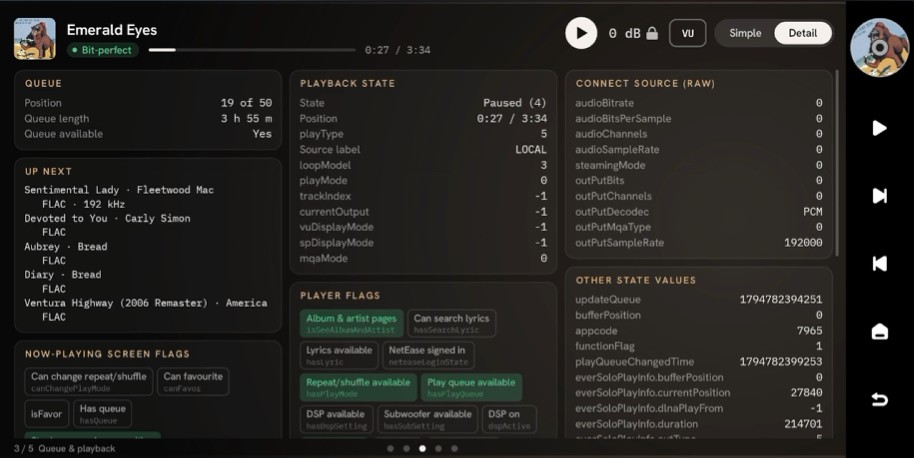 Emerald Eyes
Bit-perfect
0:27 / 3:34
0 dB
VU
Simple
Detail
QUEUE
Position 19 of 50
Queue length 3 h 55 m
Queue available Yes
UP NEXT
Sentimental Lady · Fleetwood Mac
FLAC · 192 kHz
Devoted to You · Carly Simon
FLAC
Aubrey · Bread
FLAC
Diary · Bread
FLAC
Ventura Highway (2006 Remaster) · America
FLAC
NOW-PLAYING SCREEN FLAGS
Can change repeat/shuffle
canChangePlayMode
Can favourite
canFavor
isFavor
Has queue
hasQueue
PLAYBACK STATE
State Paused (4)
Position 0:27 / 3:34
playType 5
Source label LOCAL
loopModel 3
playMode 0
trackIndex -1
currentOutput -1
vuDisplayMode -1
spDisplayMode -1
mqaMode 0
PLAYER FLAGS
Album & artist pages
isSeeAlbumAndArtist
Can search lyrics
hasSearchLyric
Lyrics available
hasLyric
NetEase signed in
neteaseLoginState
Repeat/shuffle available
hasPlayMode
Play queue available
hasPlayQueue
DSP available
hasDspSetting
Subwoofer available
hasSubSetting
DSP on
dspActive
CONNECT SOURCE (RAW)
audioBitrate 0
audioBitsPerSample 0
audioChannels 0
audioSampleRate 0
steamingMode 0
outPutBits 0
outPutChannels 0
outPutDecodec PCM
outPutMqaType 0
outPutSampleRate 192000
OTHER STATE VALUES
updateQueue 1794782394251
bufferPosition 0
appcode 7965
functionFlag 1
playQueueChangedTime 1794782399253
everSoloPlayInfo.bufferPosition 0
everSoloPlayInfo.currentPosition 27840
everSoloPlayInfo.dlnaPlayFrom -1
everSoloPlayInfo.duration 214701
3 / 5 Queue & playback